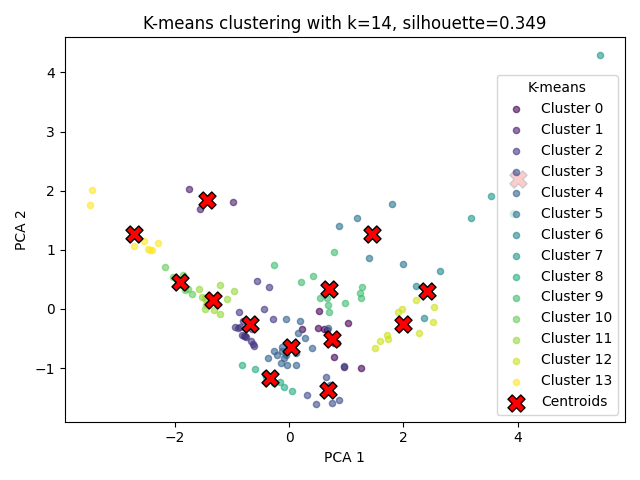 K-means clustering with k=14, silhouette=0.349
PCA 2
4
3
2
1
0
−1
−2
0
2
4
PCA 1
K-means
Cluster 0
Cluster 1
Cluster 2
Cluster 3
Cluster 4
Cluster 5
Cluster 6
Cluster 7
Cluster 8
Cluster 9
Cluster 10
Cluster 11
Cluster 12
Cluster 13
Centroids